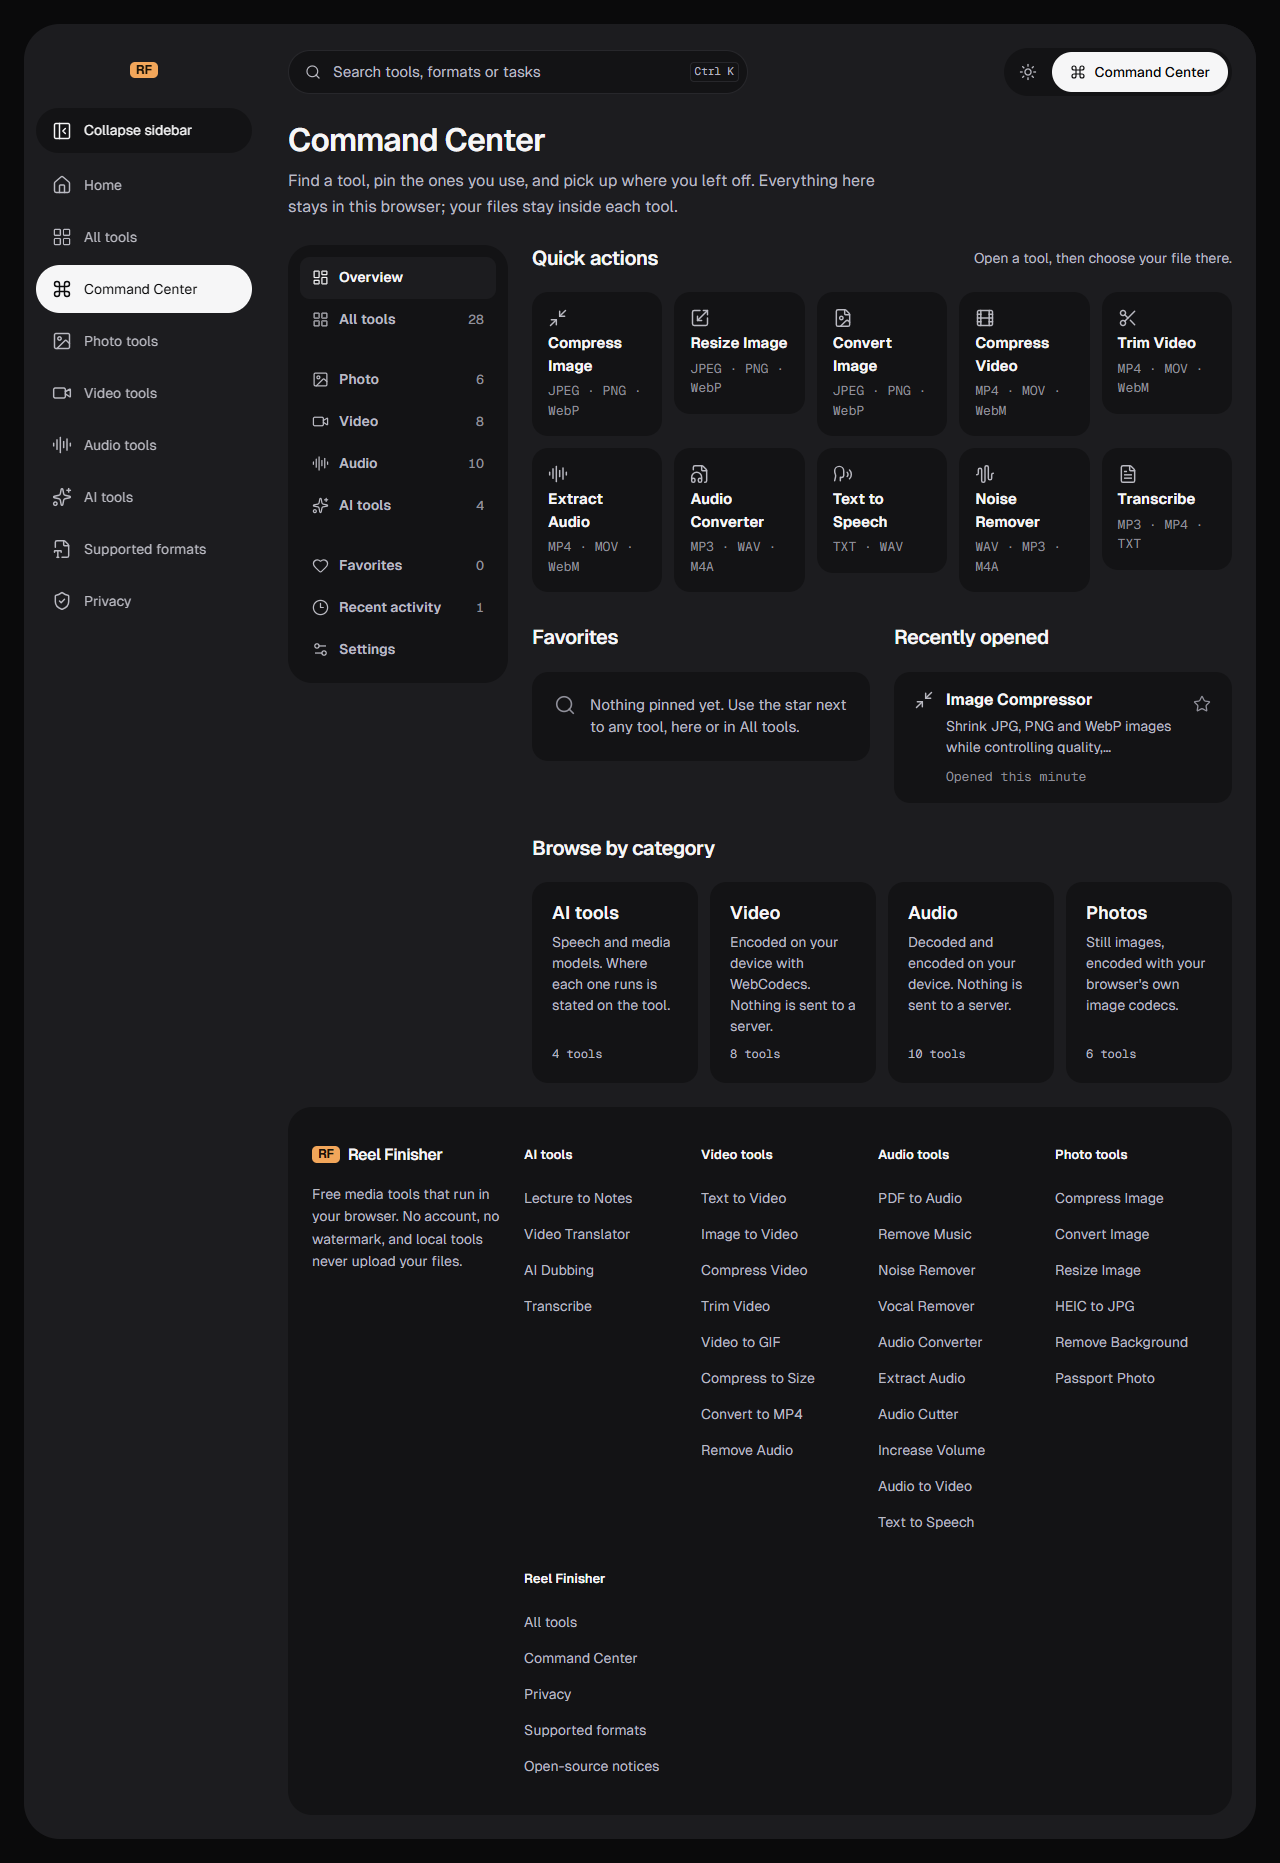 RF
Search tools, formats or tasks
Ctrl K
Command Center
Collapse sidebar
Home
All tools
Command Center
Photo tools
Video tools
Audio tools
AI tools
Supported formats
Privacy
Command Center
Find a tool, pin the ones you use, and pick up where you left off. Everything here
stays in this browser; your files stay inside each tool.
Overview
All tools 28
Photo 6
Video 8
Audio 10
AI tools 4
Favorites 0
Recent activity 1
Settings
Quick actions
Open a tool, then choose your file there.
Compress
Image
JPEG · PNG ·
WebP
Resize Image
JPEG · PNG ·
WebP
Convert
Image
JPEG · PNG ·
WebP
Compress
Video
MP4 · MOV ·
WebM
Trim Video
MP4 · MOV ·
WebM
Extract
Audio
MP4 · MOV ·
WebM
Audio
Converter
MP3 · WAV ·
M4A
Text to
Speech
TXT · WAV
Noise
Remover
WAV · MP3 ·
M4A
Transcribe
MP3 · MP4 ·
TXT
Favorites
Nothing pinned yet. Use the star next
to any tool, here or in All tools.
Recently opened
Image Compressor
Shrink JPG, PNG and WebP images
while controlling quality,…
Opened this minute
Browse by category
AI tools
Speech and media
models. Where
each one runs is
stated on the tool.
4 tools
Video
Encoded on your
device with
WebCodecs.
Nothing is sent to a
server.
8 tools
Audio
Decoded and
encoded on your
device. Nothing is
sent to a server.
10 tools
Photos
Still images,
encoded with your
browser's own
image codecs.
6 tools
RF Reel Finisher
Free media tools that run in
your browser. No account, no
watermark, and local tools
never upload your files.
AI tools
Lecture to Notes
Video Translator
AI Dubbing
Transcribe
Video tools
Text to Video
Image to Video
Compress Video
Trim Video
Video to GIF
Compress to Size
Convert to MP4
Remove Audio
Audio tools
PDF to Audio
Remove Music
Noise Remover
Vocal Remover
Audio Converter
Extract Audio
Audio Cutter
Increase Volume
Audio to Video
Text to Speech
Photo tools
Compress Image
Convert Image
Resize Image
HEIC to JPG
Remove Background
Passport Photo
Reel Finisher
All tools
Command Center
Privacy
Supported formats
Open-source notices